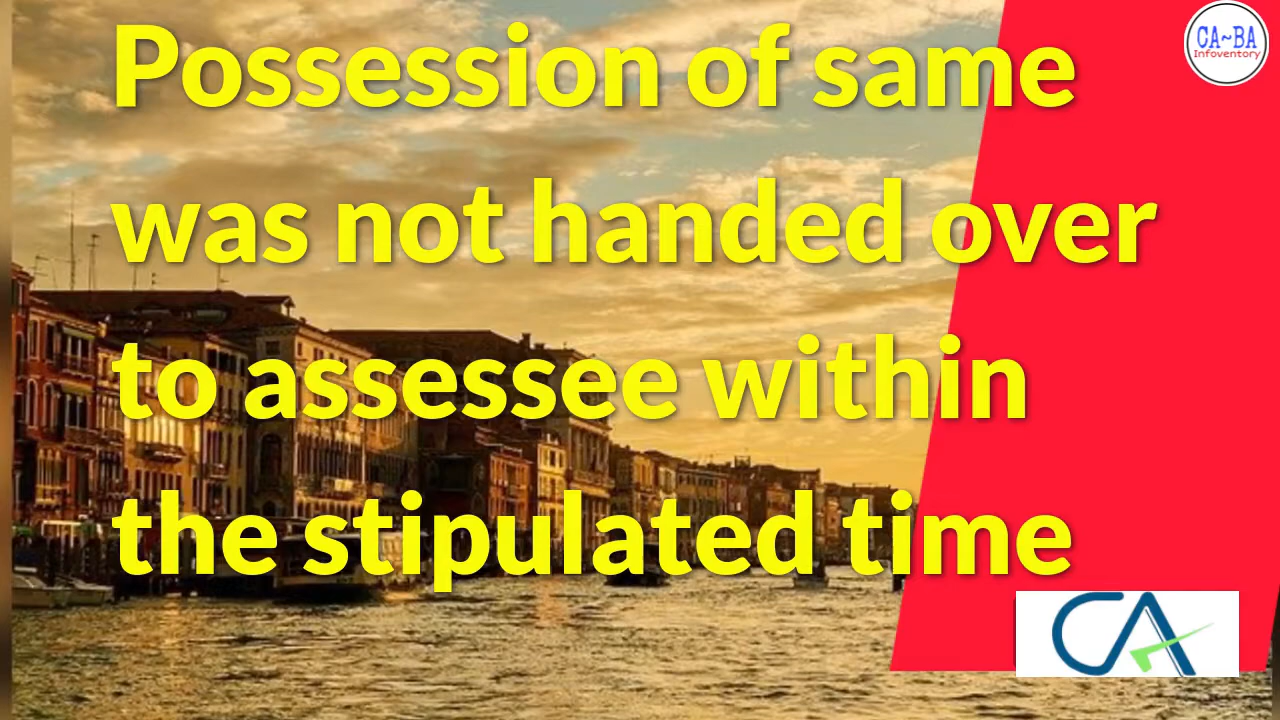 Possession of same
was not handed over
to assessee within
the stipulated time
CA~BA
Infoventory
CA